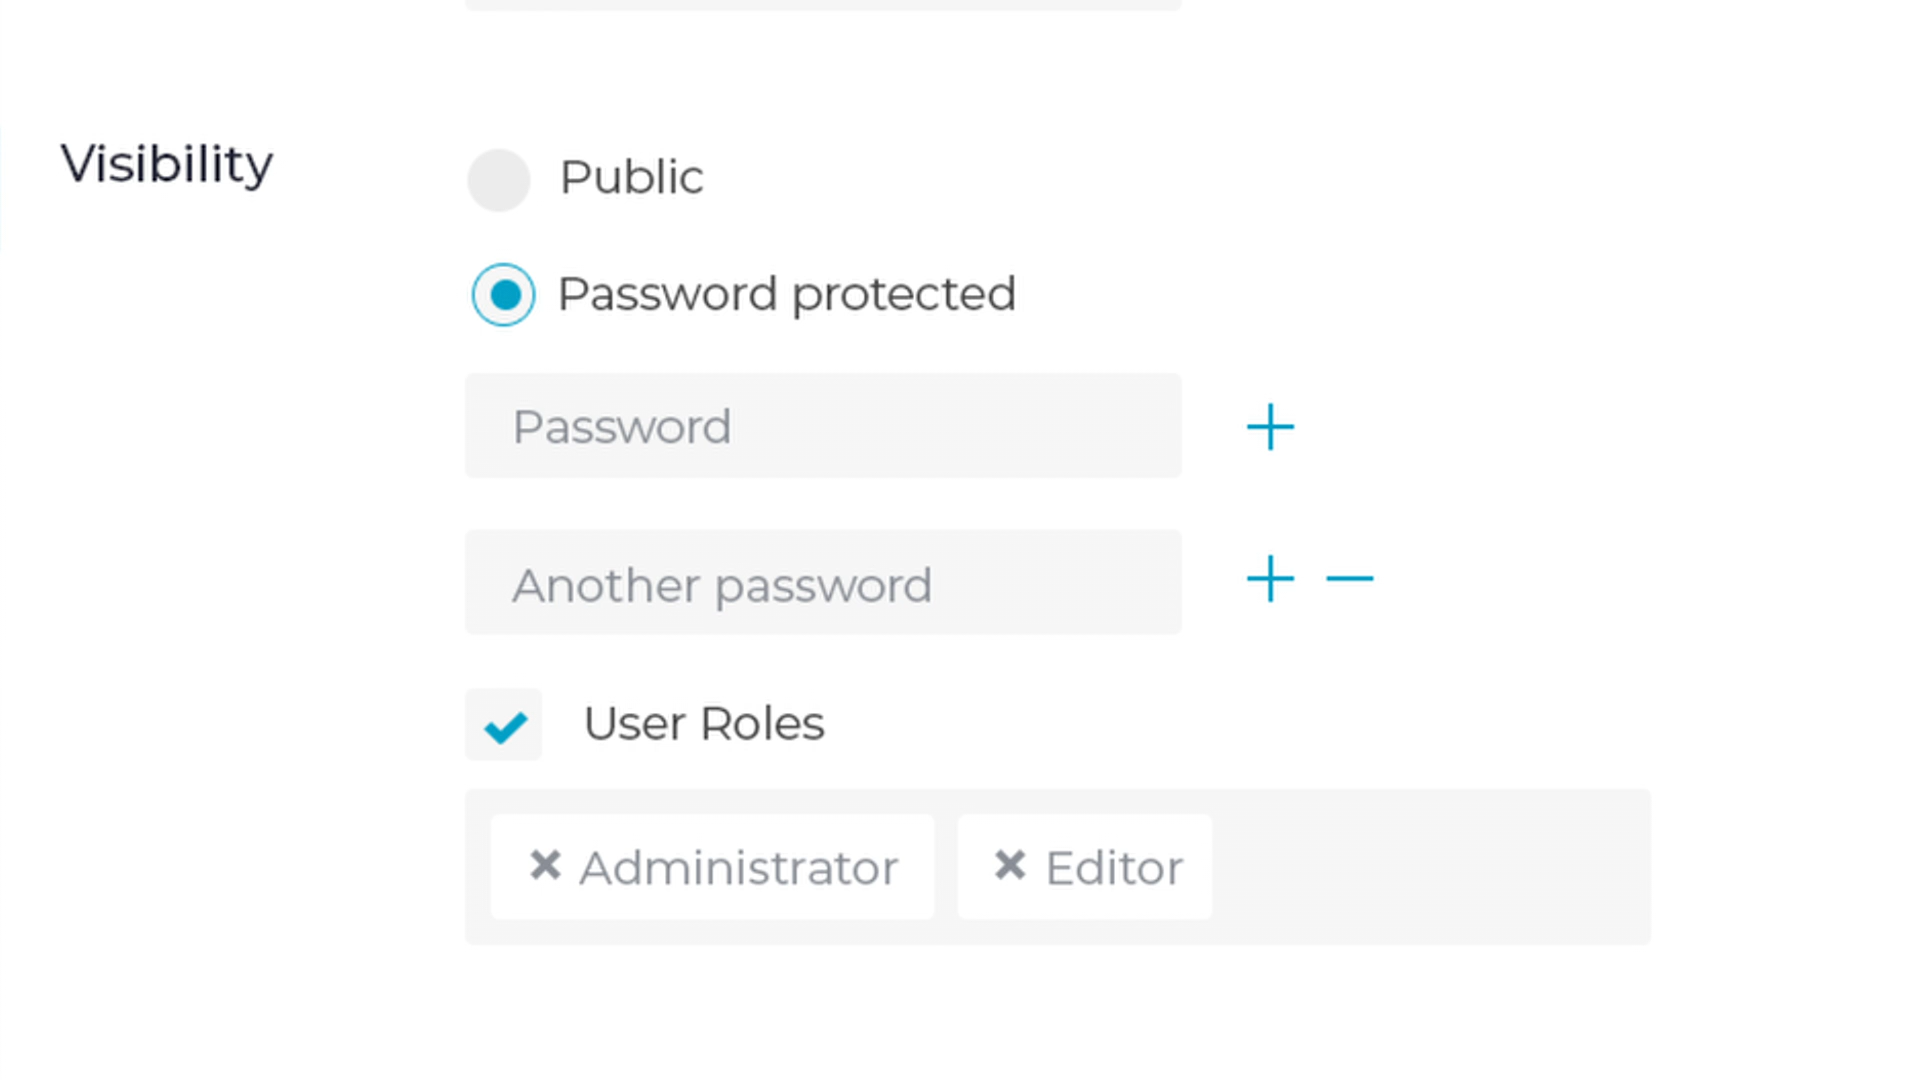 Visibility
Public
Password protected
Password
Another password
User Roles
Administrator Editor